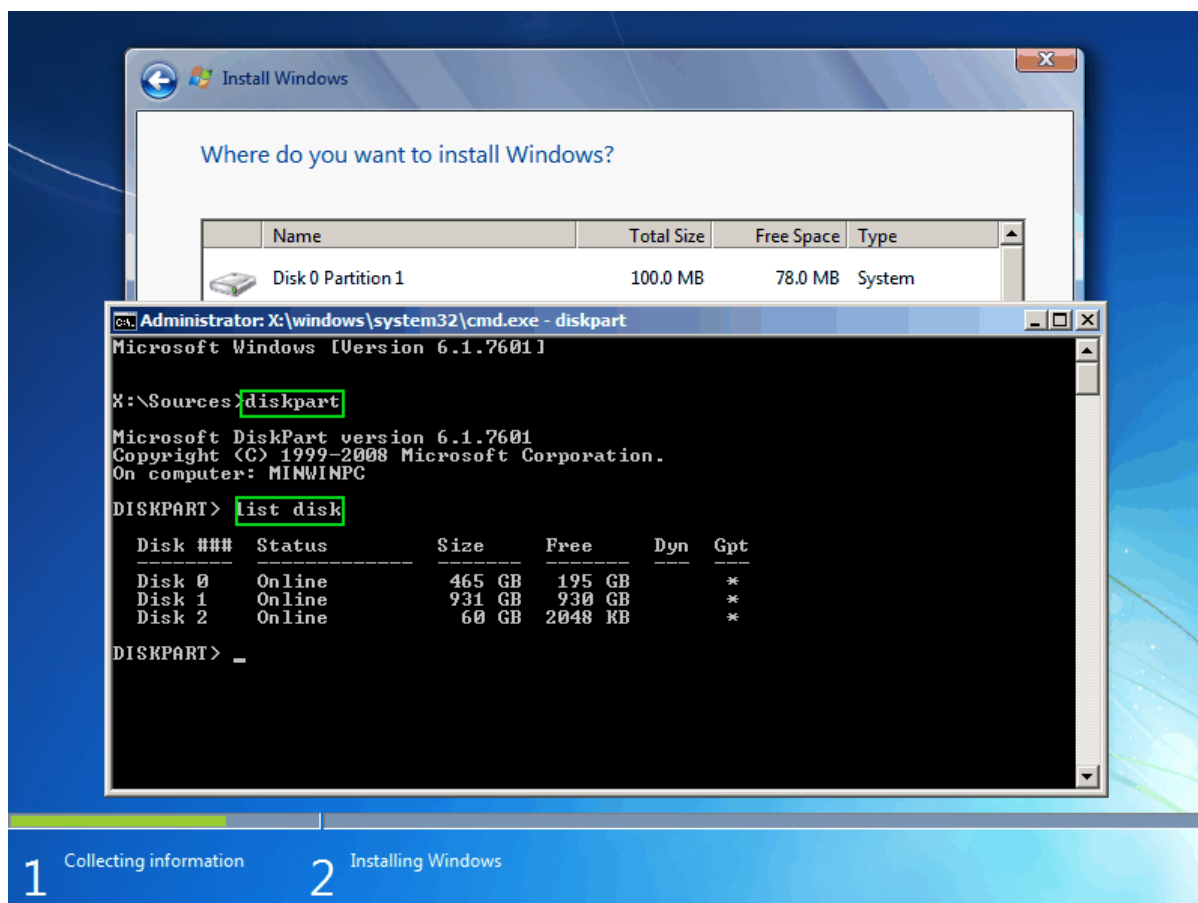 Install Windows
Where do you want to install Windows?
Name Total Size Free Space Type
Disk 0 Partition 1 100.0 MB 78.0 MB System
Administrator: X:\windows\system32\cmd.exe - diskpart
Microsoft Windows [Version 6.1.7601]
X:\Sources>diskpart
Microsoft DiskPart version 6.1.7601
Copyright (C) 1999-2008 Microsoft Corporation.
On computer: MINWINPC
DISKPART> list disk
Disk ### Status Size Free Dyn Gpt
-------- ------------- ------- ------- --- ---
Disk 0 Online 465 GB 195 GB *
Disk 1 Online 931 GB 930 GB *
Disk 2 Online 60 GB 2048 KB *
DISKPART> _
1 Collecting information 2 Installing Windows